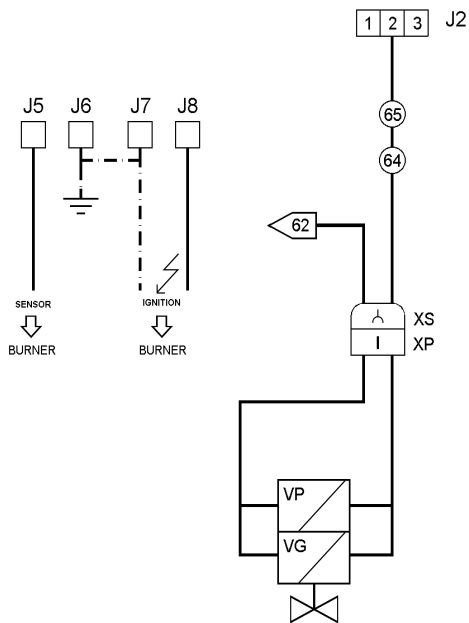 1 2 3 J2
J5 J6 J7 J8
65
64
62
SENSOR IGNITION
BURNER BURNER
XS
XP
VP
VG